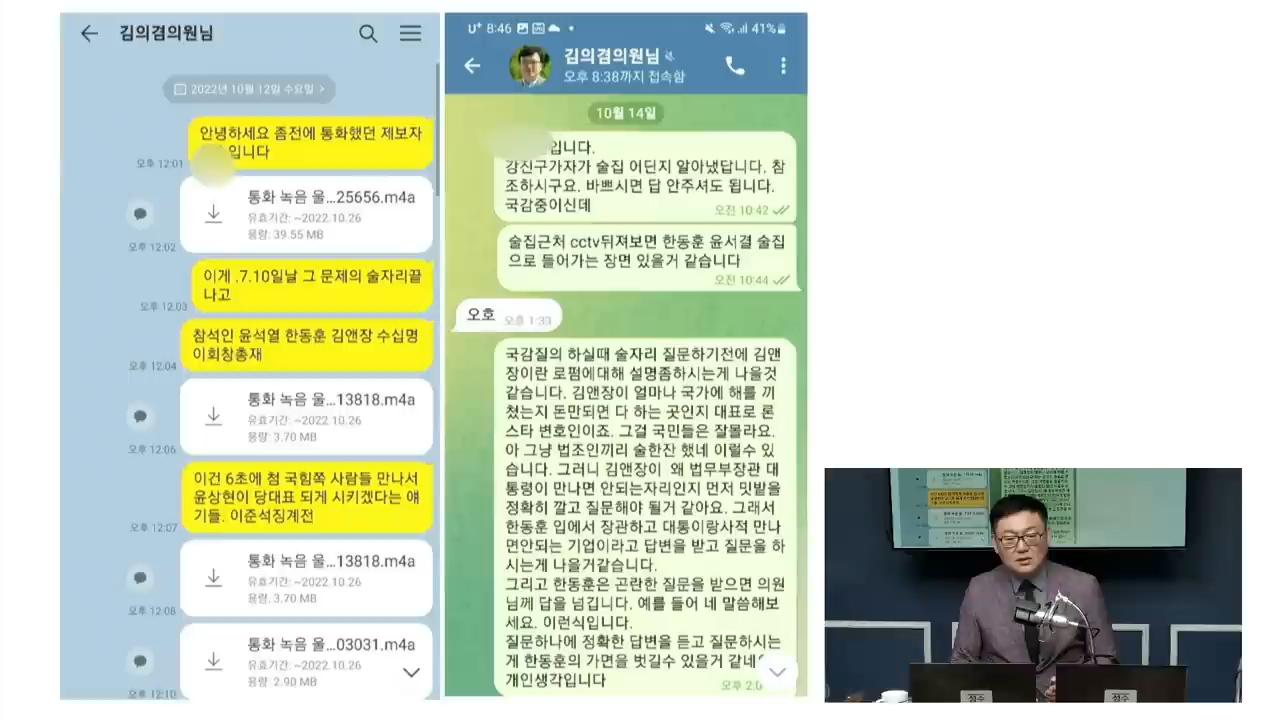 김의겸의원님
2022년 10월 12일 수요일 >
안녕하세요 좀전에 통화했던 제보자
입니다
오후 12:01
통화 녹음 울...25656.m4a
유효기간: ~2022.10.26
용량: 39.55 MB
오후 12:02
이게 .7.10일날 그 문제의 술자리끝
나고
오후 12:03
참석인 윤석열 한동훈 김앤장 수십명
이회창총재
오후 12:04
통화 녹음 울...13818.m4a
유효기간: ~2022.10.26
용량: 3.70 MB
오후 12:06
이건 6초에 첨 국힘쪽 사람들 만나서
윤상현이 당대표 되게 시키겠다는 얘
기들. 이준석징계전
오후 12:07
통화 녹음 울...13818.m4a
유효기간: ~2022.10.26
용량: 3.70 MB
오후 12:08
통화 녹음 울...03031.m4a
유효기간: ~2022.10.26
용량: 2.90 MB
오후 12:10
U+ 8:46
41%
김의겸의원님
오후 8:38까지 접속함
10월 14일
입니다.
강진구가자가 술집 어딘지 알아냈답니다. 참
조하시구요. 바쁘시면 답 안주셔도 됩니다.
국감중이신데
오전 10:42
술집근처 cctv뒤져보면 한동훈 윤서결 술집
으로 들어가는 장면 있을거 같습니다
오전 10:44
오호
오후 1:33
국감질의 하실때 술자리 질문하기전에 김앤
장이란 로펌에대해 설명좀하시는게 나을것
같습니다. 김앤장이 얼마나 국가에 해를 끼
쳤는지 돈만되면 다 하는 곳인지 대표로 론
스타 변호인이죠. 그걸 국민들은 잘몰라요.
아 그냥 법조인끼리 술한잔 했네 이럴수 있
습니다. 그러니 김앤장이 왜 법무부장관 대
통령이 만나면 안되는자리인지 먼저 밋밭을
정확히 깔고 질문해야 될거 같아요. 그래서
한동훈 입에서 장관하고 대통이랑사적 만나
면안되는 기업이라고 답변을 받고 질문을 하
시는게 나을거같습니다.
그리고 한동훈은 곤란한 질문을 받으면 의원
님께 답을 넘깁니다. 예를 들어 네 말씀해보
세요. 이런식입니다.
질문하나에 정확한 답변을 듣고 질문하시는
게 한동훈의 가면을 벗길수 있을거 같네
개인생각입니다
오후 2:0